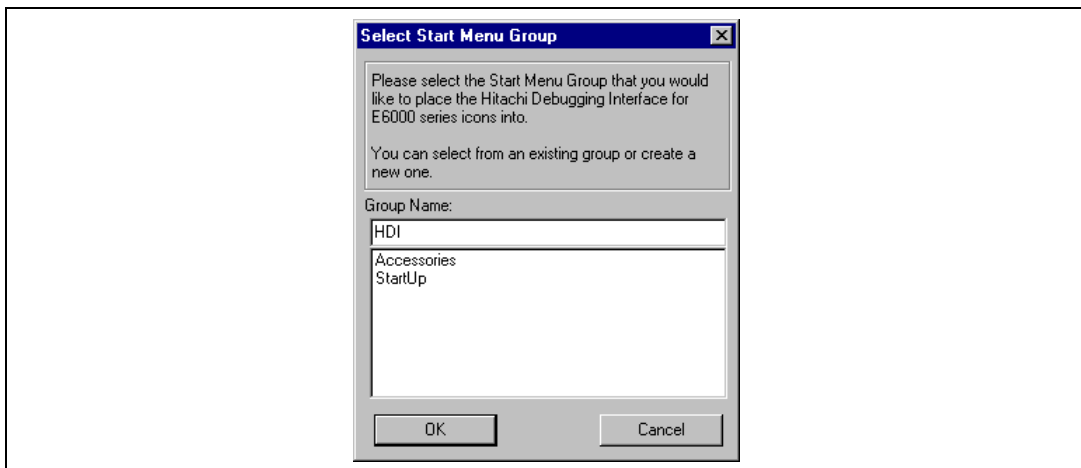 Select Start Menu Group
Please select the Start Menu Group that you would
like to place the Hitachi Debugging Interface for
E6000 series icons into.
You can select from an existing group or create a
new one.
Group Name:
HDI
Accessories
StartUp
OK
Cancel